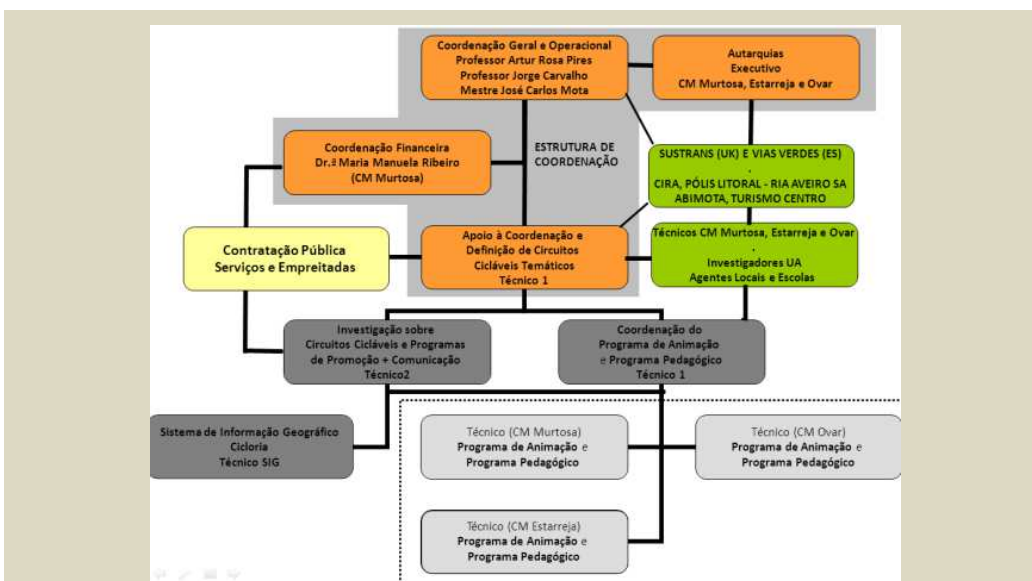 Coordenação Geral e Operacional
Professor Artur Rosa Pires
Professor Jorge Carvalho
Mestre José Carlos Mota
Autarquias
Executivo
CM Murtosa, Estarreja e Ovar
Coordenação Financeira
Dr.ª Maria Manuela Ribeiro
(CM Murtosa)
ESTRUTURA DE
COORDENAÇÃO
SUSTRANS (UK) E VIAS VERDES (ES)
.
CIRA, PÓLIS LITORAL - RIA AVEIRO SA
ABIMOTA, TURISMO CENTRO
Contratação Pública
Serviços e Empreitadas
Apoio à Coordenação e
Definição de Circuitos
Cicláveis Temáticos
Técnico 1
Técnicos CM Murtosa, Estarreja e Ovar
.
Investigadores UA
Agentes Locais e Escolas
Investigação sobre
Circuitos Cicláveis e Programas
de Promoção + Comunicação
Técnico2
Coordenação do
Programa de Animação
e Programa Pedagógico
Técnico 1
Sistema de Informação Geográfico
Cicloria
Técnico SIG
Técnico (CM Murtosa)
Programa de Animação e
Programa Pedagógico
Técnico (CM Ovar)
Programa de Animação e
Programa Pedagógico
Técnico (CM Estarreja)
Programa de Animação e
Programa Pedagógico